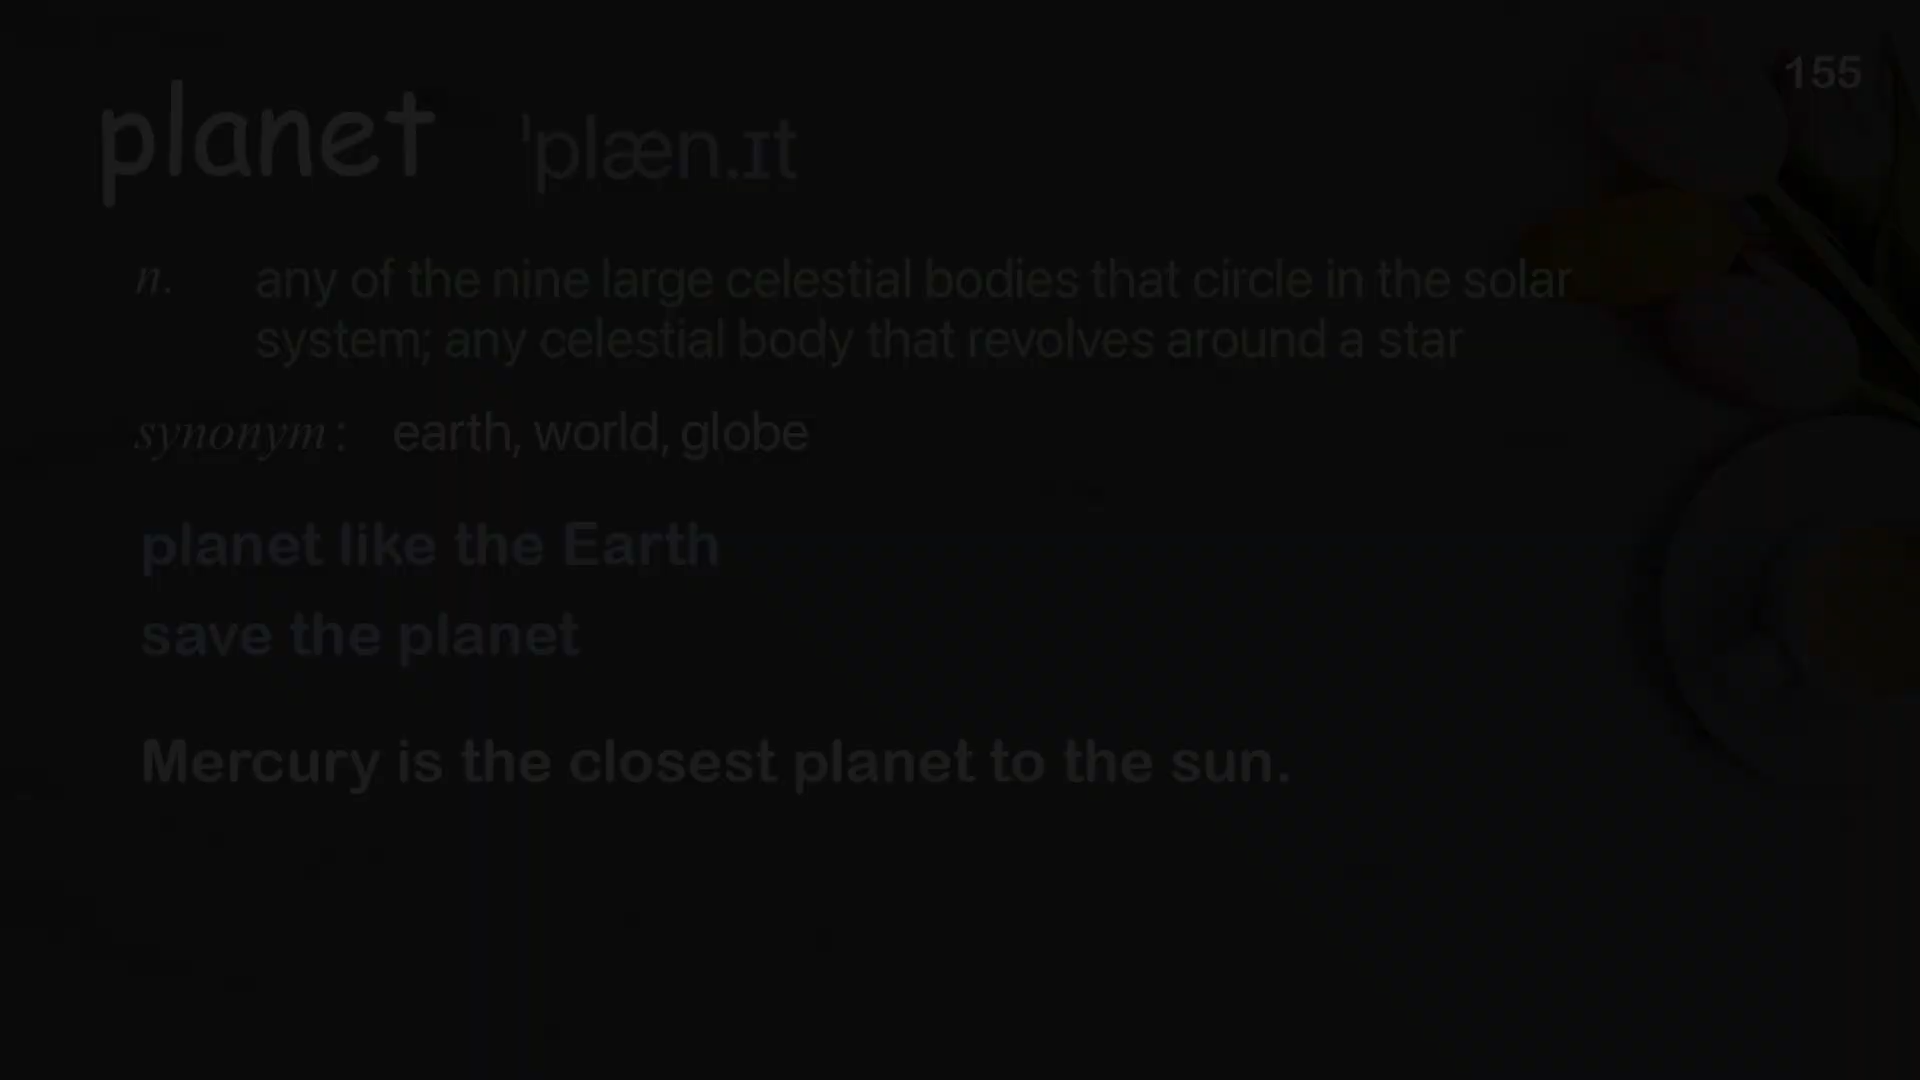 155
planet ˈplæn.ɪt
n. any of the nine large celestial bodies that circle in the solar
system; any celestial body that revolves around a star
synonym: earth, world, globe
planet like the Earth
save the planet
Mercury is the closest planet to the sun.